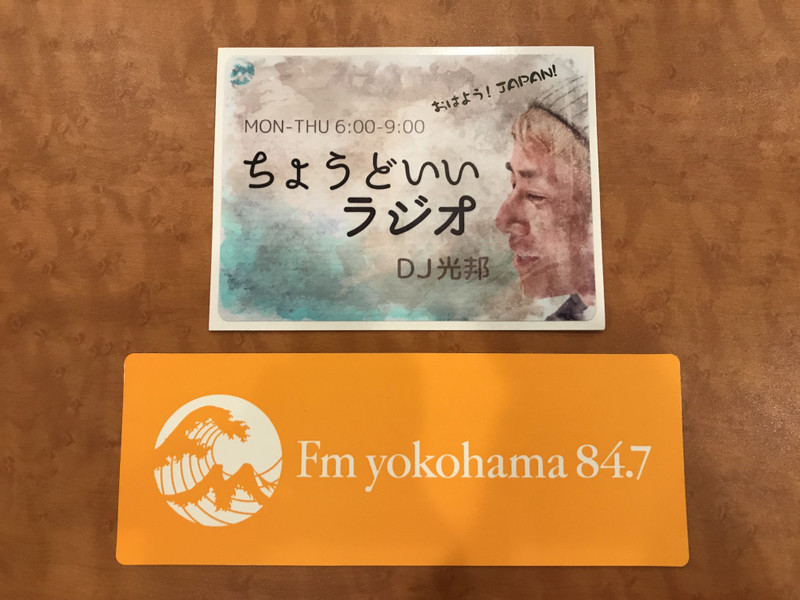 おはよう！JAPAN!
MON-THU 6:00-9:00
ちょうどいい
ラジオ
DJ光邦
Fm yokohama 84.7